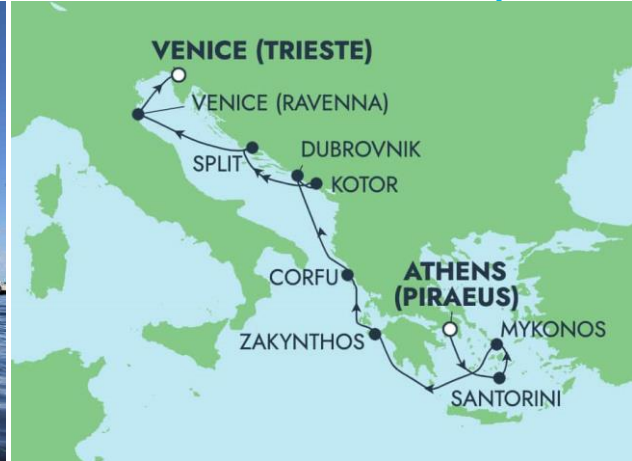 VENICE (TRIESTE)
VENICE (RAVENNA)
SPLIT
DUBROVNIK
KOTOR
CORFU
ATHENS
(PIRAEUS)
ZAKYNTHOS
MYKONOS
SANTORINI